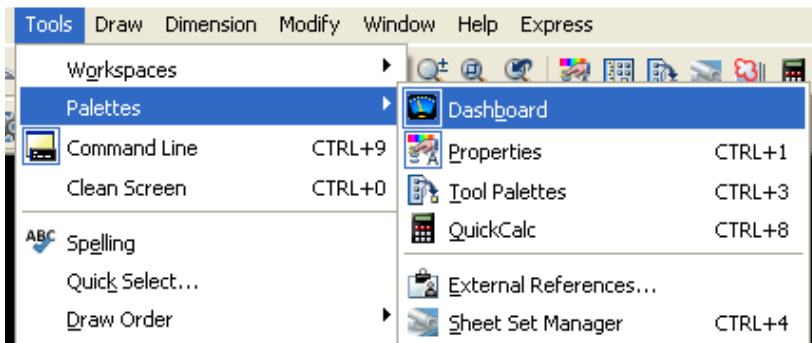 Tools Draw Dimension Modify Window Help Express
Workspaces
Palettes
Command Line CTRL+9
Clean Screen CTRL+0
ABC Spelling
Quick Select...
Draw Order
Dashboard
Properties CTRL+1
Tool Palettes CTRL+3
QuickCalc CTRL+8
External References...
Sheet Set Manager CTRL+4